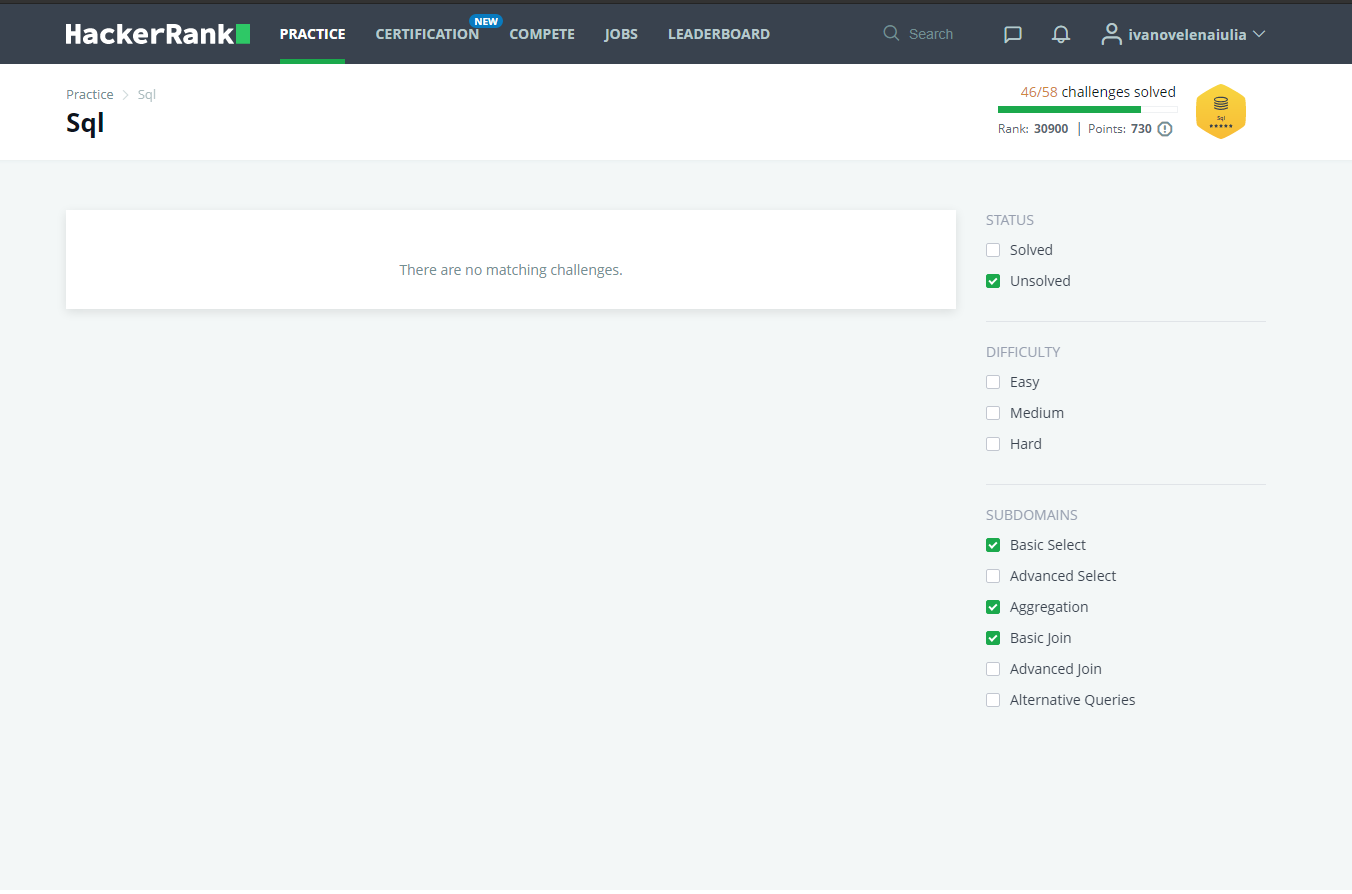 HackerRank PRACTICE CERTIFICATION NEW COMPETE JOBS LEADERBOARD Search ivanovelenaiulia
Practice Sql
Sql
46/58 challenges solved
Rank: 30900 | Points: 730
Sql
There are no matching challenges.
STATUS
Solved
Unsolved
DIFFICULTY
Easy
Medium
Hard
SUBDOMAINS
Basic Select
Advanced Select
Aggregation
Basic Join
Advanced Join
Alternative Queries